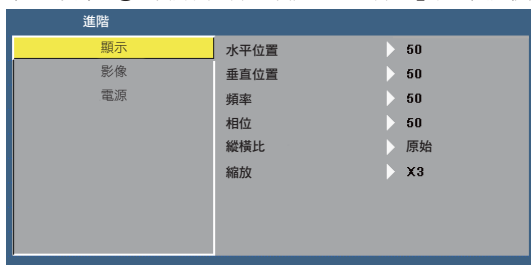 進階
顯示
影像
電源
水平位置 50
垂直位置 50
頻率 50
相位 50
縱橫比 原始
縮放 X3